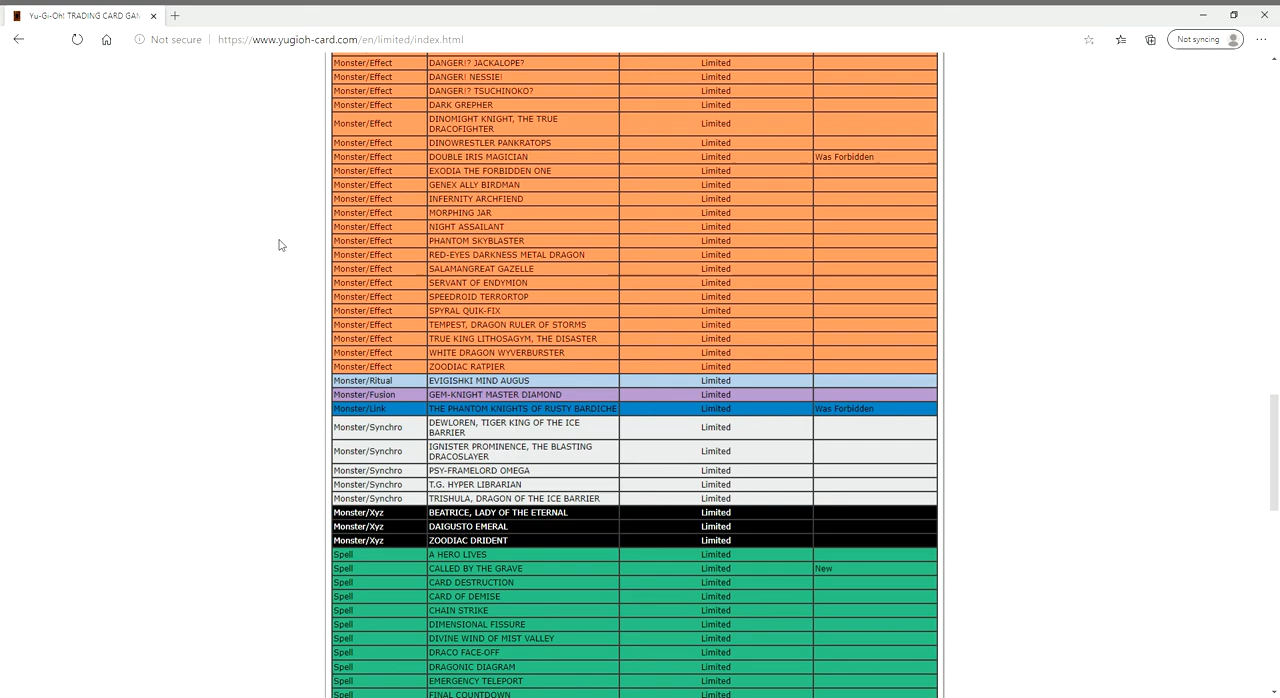 Yu-Gi-Oh! TRADING CARD GAM
Not secure https://www.yugioh-card.com/en/limited/index.html Not syncing
Monster/Effect DANGER!? JACKALOPE? Limited
Monster/Effect DANGER! NESSIE! Limited
Monster/Effect DANGER!? TSUCHINOKO? Limited
Monster/Effect DARK GREPHER Limited
Monster/Effect DINOMIGHT KNIGHT, THE TRUE DRACOFIGHTER Limited
Monster/Effect DINOWRESTLER PANKRATOPS Limited
Monster/Effect DOUBLE IRIS MAGICIAN Limited Was Forbidden
Monster/Effect EXODIA THE FORBIDDEN ONE Limited
Monster/Effect GENEX ALLY BIRDMAN Limited
Monster/Effect INFERNITY ARCHFIEND Limited
Monster/Effect MORPHING JAR Limited
Monster/Effect NIGHT ASSAILANT Limited
Monster/Effect PHANTOM SKYBLASTER Limited
Monster/Effect RED-EYES DARKNESS METAL DRAGON Limited
Monster/Effect SALAMANGREAT GAZELLE Limited
Monster/Effect SERVANT OF ENDYMION Limited
Monster/Effect SPEEDROID TERRORTOP Limited
Monster/Effect SPYRAL QUIK-FIX Limited
Monster/Effect TEMPEST, DRAGON RULER OF STORMS Limited
Monster/Effect TRUE KING LITHOSAGYM, THE DISASTER Limited
Monster/Effect WHITE DRAGON WYVERBURSTER Limited
Monster/Effect ZOODIAC RATPIER Limited
Monster/Ritual EVIGISHKI MIND AUGUS Limited
Monster/Fusion GEM-KNIGHT MASTER DIAMOND Limited
Monster/Link THE PHANTOM KNIGHTS OF RUSTY BARDICHE Limited Was Forbidden
Monster/Synchro DEWLOREN, TIGER KING OF THE ICE BARRIER Limited
Monster/Synchro IGNISTER PROMINENCE, THE BLASTING DRACOSLAYER Limited
Monster/Synchro PSY-FRAMELORD OMEGA Limited
Monster/Synchro T.G. HYPER LIBRARIAN Limited
Monster/Synchro TRISHULA, DRAGON OF THE ICE BARRIER Limited
Monster/Xyz BEATRICE, LADY OF THE ETERNAL Limited
Monster/Xyz DAIGUSTO EMERAL Limited
Monster/Xyz ZOODIAC DRIDENT Limited
Spell A HERO LIVES Limited
Spell CALLED BY THE GRAVE Limited New
Spell CARD DESTRUCTION Limited
Spell CARD OF DEMISE Limited
Spell CHAIN STRIKE Limited
Spell DIMENSIONAL FISSURE Limited
Spell DIVINE WIND OF MIST VALLEY Limited
Spell DRACO FACE-OFF Limited
Spell DRAGONIC DIAGRAM Limited
Spell EMERGENCY TELEPORT Limited
Spell FINAL COUNTDOWN Limited